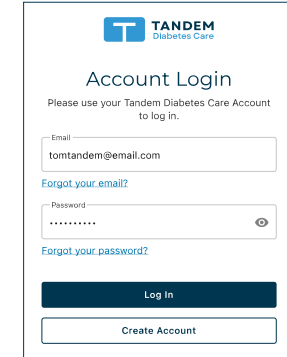 TANDEM
Diabetes Care
Account Login
Please use your Tandem Diabetes Care Account
to log in.
Email
tomtandem@email.com
Forgot your email?
Password
••••••••••
Forgot your password?
Log In
Create Account